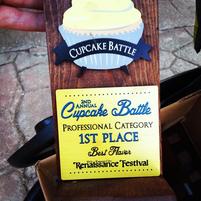 CUPCAKE BATTLE
2ND ANNUAL
Cupcake Battle
PROFESSIONAL CATEGORY
1ST PLACE
Best Flavor
Renaissance Festival